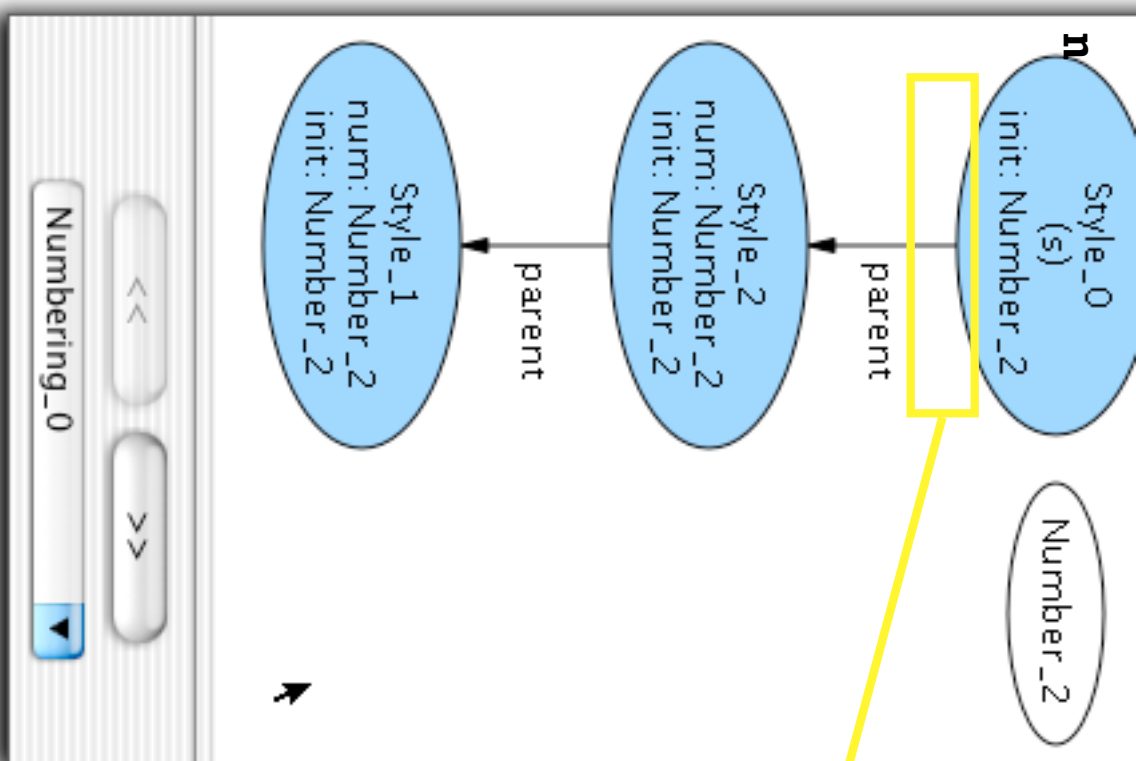 n
Style_0
(s)
init: Number_2
Number_2
parent
Style_2
num: Number_2
init: Number_2
parent
Style_1
num: Number_2
init: Number_2
<< >>
Numbering_0